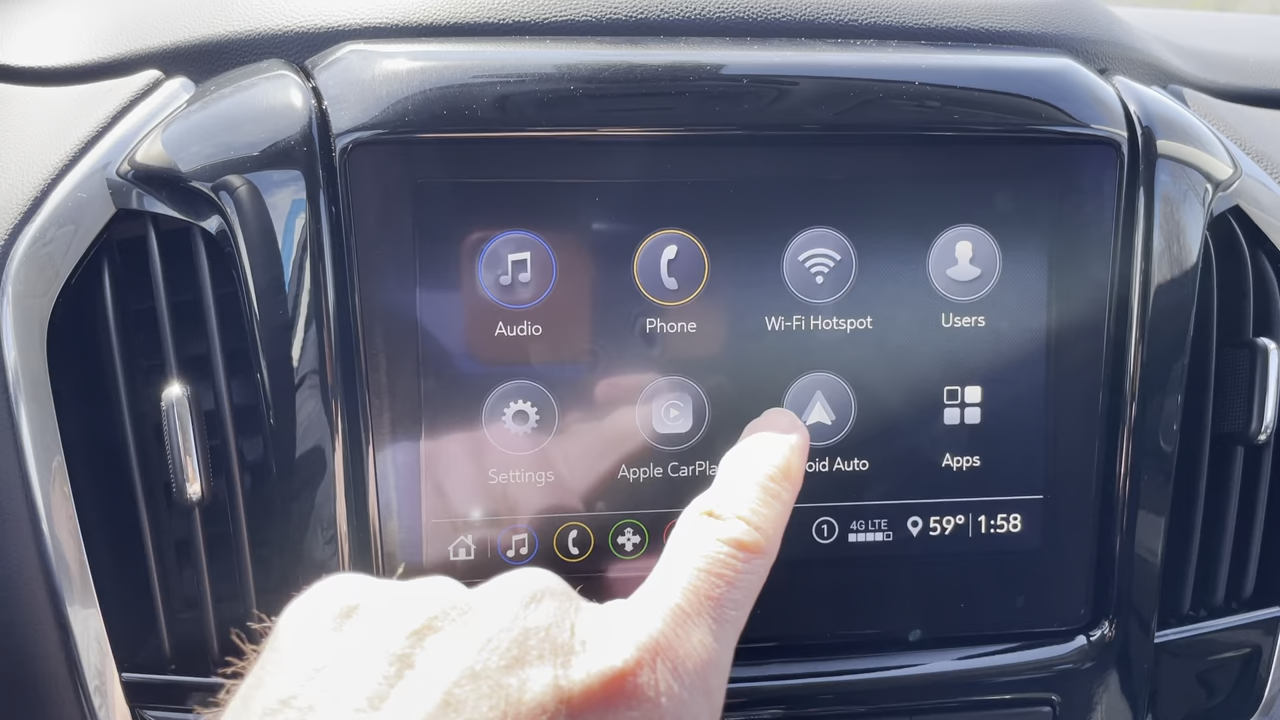 Audio
Phone
Wi-Fi Hotspot
Users
Settings
Apple CarPla
oid Auto
Apps
1
4G LTE
59°
1:58